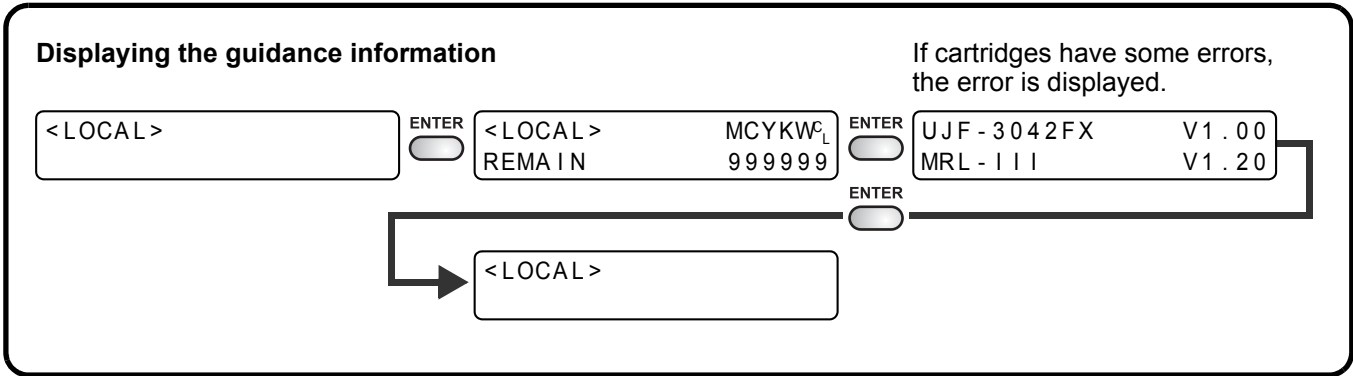 Displaying the guidance information
If cartridges have some errors,
the error is displayed.
<LOCAL>
ENTER
<LOCAL> MCYKWCL
REMAIN 999999
ENTER
UJF-3042FX V1.00
MRL-III V1.20
ENTER
<LOCAL>